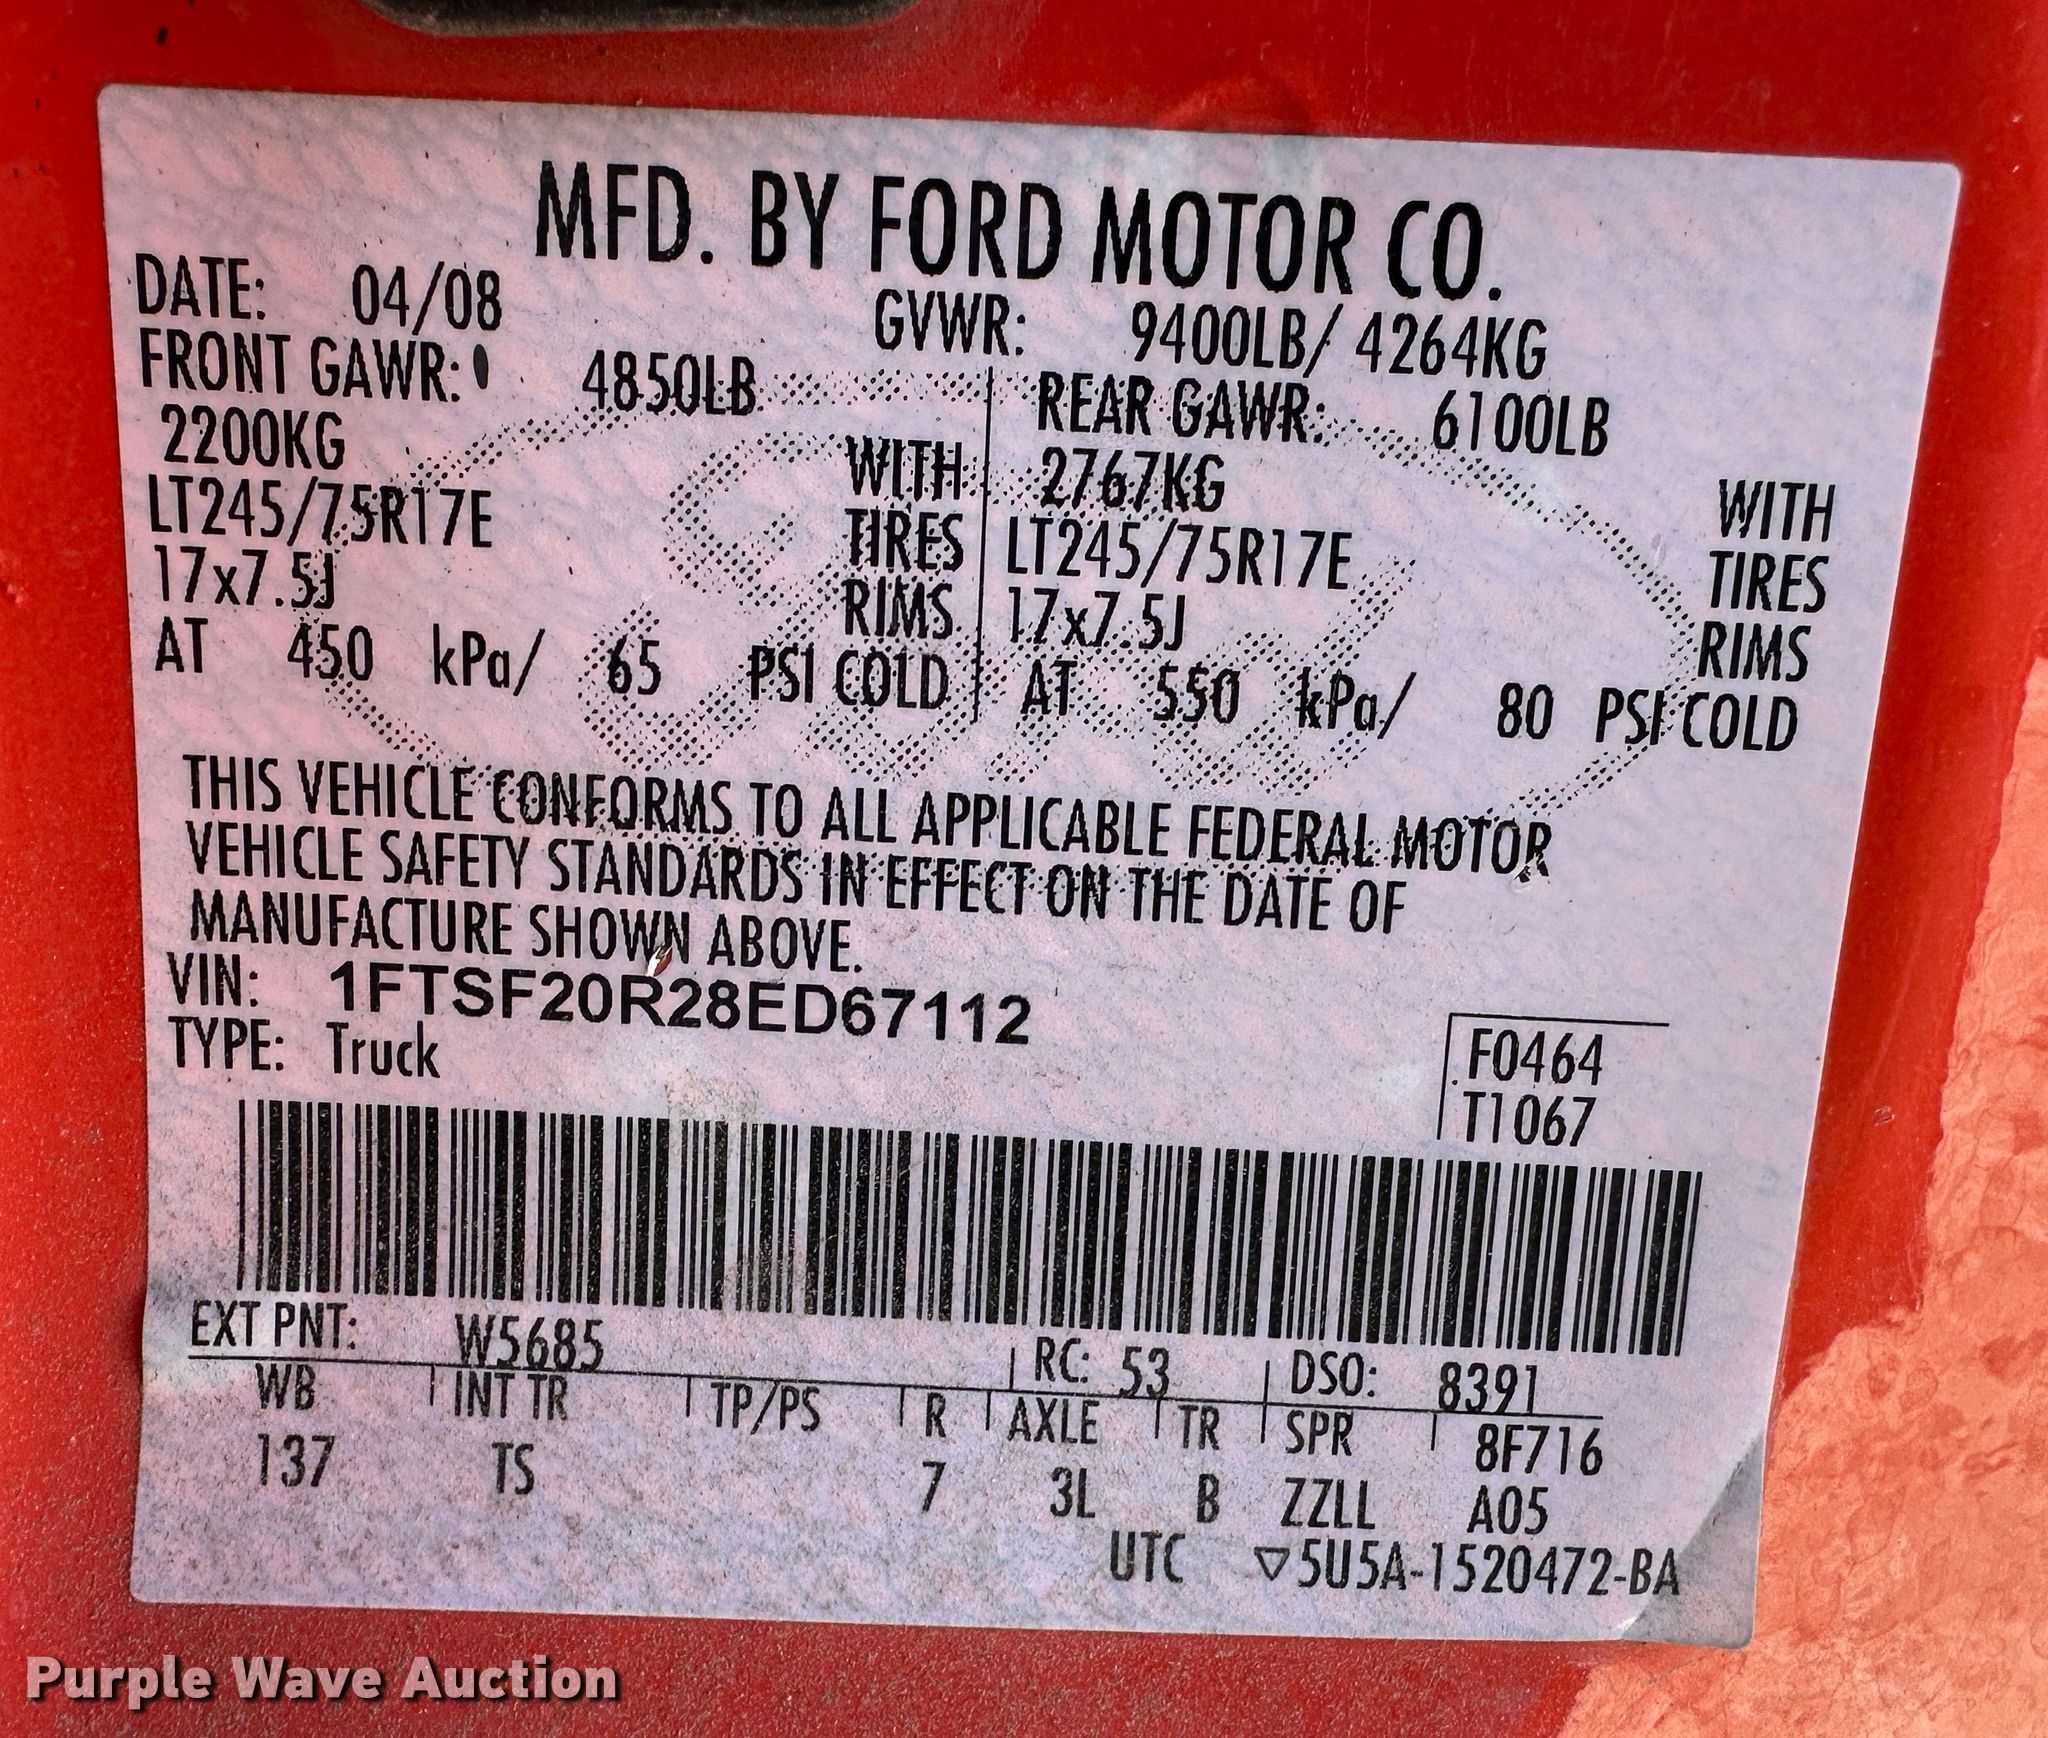 MFD. BY FORD MOTOR CO.
DATE: 04/08 GVWR: 9400LB/ 4264KG
FRONT GAWR: 4850LB REAR GAWR: 6100LB
2200KG WITH 2767KG WITH
LT245/75R17E TIRES LT245/75R17E TIRES
17x7.5J RIMS 17x7.5J RIMS
AT 450 kPa/ 65 PSI COLD AT 550 kPa/ 80 PSI COLD
THIS VEHICLE CONFORMS TO ALL APPLICABLE FEDERAL MOTOR
VEHICLE SAFETY STANDARDS IN EFFECT ON THE DATE OF
MANUFACTURE SHOWN ABOVE.
VIN: 1FTSF20R28ED67112
TYPE: Truck
F0464
T1067
EXT PNT: W5685 RC: 53 DSO: 8391
WB INT TR TP/PS R AXLE TR SPR 8F716
137 TS 7 3L B ZZLL A05
UTC ▽5U5A-1520472-BA
Purple Wave Auction